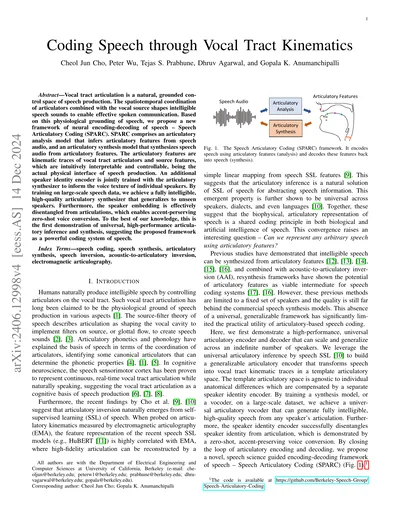 1
Coding Speech through Vocal Tract Kinematics
Cheol Jun Cho, Peter Wu, Tejas S. Prabhune, Dhruv Agarwal, and Gopala K. Anumanchipalli
arXiv:2406.12998v4 [eess.AS] 14 Dec 2024
Abstract—Vocal tract articulation is a natural, grounded con-
trol space of speech production. The spatiotemporal coordination
of articulators combined with the vocal source shapes intelligible
speech sounds to enable effective spoken communication. Based
on this physiological grounding of speech, we propose a new
framework of neural encoding-decoding of speech – Speech
Articulatory Coding (SPARC). SPARC comprises an articulatory
analysis model that infers articulatory features from speech
audio, and an articulatory synthesis model that synthesizes speech
audio from articulatory features. The articulatory features are
kinematic traces of vocal tract articulators and source features,
which are intuitively interpretable and controllable, being the
actual physical interface of speech production. An additional
speaker identity encoder is jointly trained with the articulatory
synthesizer to inform the voice texture of individual speakers. By
training on large-scale speech data, we achieve a fully intelligible,
high-quality articulatory synthesizer that generalizes to unseen
speakers. Furthermore, the speaker embedding is effectively
disentangled from articulations, which enables accent-preserving
zero-shot voice conversion. To the best of our knowledge, this is
the first demonstration of universal, high-performance articula-
tory inference and synthesis, suggesting the proposed framework
as a powerful coding system of speech.
Index Terms—speech coding, speech synthesis, articulatory
synthesis, speech inversion, acoustic-to-articulatory inversion,
electromagnetic articulography.
I. INTRODUCTION
Humans naturally produce intelligible speech by controlling
articulators on the vocal tract. Such vocal tract articulation has
long been claimed to be the physiological ground of speech
production in various aspects [1]. The source-filter theory of
speech describes articulation as shaping the vocal cavity to
implement filters on source, or glottal flow, to create speech
sounds [2], [3]. Articulatory phonetics and phonology have
explained the basis of speech in terms of the coordination of
articulators, identifying some canonical articulators that can
determine the phonetic properties [4], [1], [5]. In cognitive
neuroscience, the speech sensorimotor cortex has been proven
to represent continuous, real-time vocal tract articulation while
naturally speaking, suggesting the vocal tract articulation as a
cognitive basis of speech production [6], [7], [8].
Furthermore, the recent findings by Cho et al. [9], [10]
suggest that articulation inversion naturally emerges from self-
supervised learning (SSL) of speech. When probed on articu-
latory kinematics measured by electromagnetic articulography
(EMA), the feature representation of the recent speech SSL
models (e.g., HuBERT [11]) is highly correlated with EMA,
where high-fidelity articulation can be reconstructed by a
All authors are with the Department of Electrical Engineering and
Computer Sciences at University of California, Berkeley (e-mail: che-
Corresponding author: Cheol Jun Cho, Gopala K. Anumanchipalli
Speech Audio
Articulatory Features
Articulatory
Analysis
Articulatory
Synthesis
Fig. 1. The Speech Articulatory Coding (SPARC) framework. It encodes
speech using articulatory features (analysis) and decodes these features back
into speech (synthesis).
simple linear mapping from speech SSL features [9]. This
suggests that the articulatory inference is a natural solution
of SSL of speech for abstracting speech information. This
emergent property is further shown to be universal across
speakers, dialects, and even languages [10]. Together, these
suggest that the biophysical, articulatory representation of
speech is a shared coding principle in both biological and
artificial intelligence of speech. This convergence raises an
interesting question – Can we represent any arbitrary speech
using articulatory features?
Previous studies have demonstrated that intelligible speech
can be synthesized from articulatory features [12], [13], [14],
[15], [16], and combined with acoustic-to-articulatory inver-
sion (AAI), resynthesis frameworks have shown the potential
of articulatory features as viable intermediate for speech
coding systems [17], [16]. However, these previous methods
are limited to a fixed set of speakers and the quality is still far
behind the commercial speech synthesis models. This absence
of a universal, generalizable framework has significantly lim-
ited the practical utility of articulatory-based speech coding.
Here, we first demonstrate a high-performance, universal
articulatory encoder and decoder that can scale and generalize
across an indefinite number of speakers. We leverage the
universal articulatory inference by speech SSL [10] to build
a generalizable articulatory encoder that transforms speech
into vocal tract kinematic traces in a template articulatory
space. The template articulatory space is agnostic to individual
anatomical differences which are compensated by a separate
speaker identity encoder. By training a synthesis model, or
a vocoder, on a large-scale dataset, we achieve a univer-
sal articulatory vocoder that can generate fully intelligible,
high-quality speech from any speaker's articulation. Further-
more, the speaker identity encoder successfully disentangles
speaker identity from articulation, which is demonstrated by
a zero-shot, accent-preserving voice conversion. By closing
the loop of articulatory encoding and decoding, we propose
a novel, speech science guided encoding-decoding framework
of speech – Speech Articulatory Coding (SPARC) (Fig. 1).
The code is available at https://github.com/Berkeley-Speech-Group/
Speech-Articulatory-Coding.